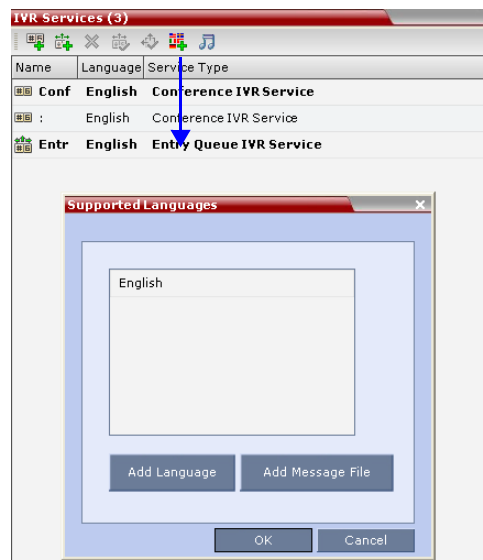 IVR Services (3)
Name Language Service Type
Conf English Conference IVR Service
: English Conference IVR Service
Entr English Entry Queue IVR Service
Supported Languages
English
Add Language Add Message File
OK Cancel